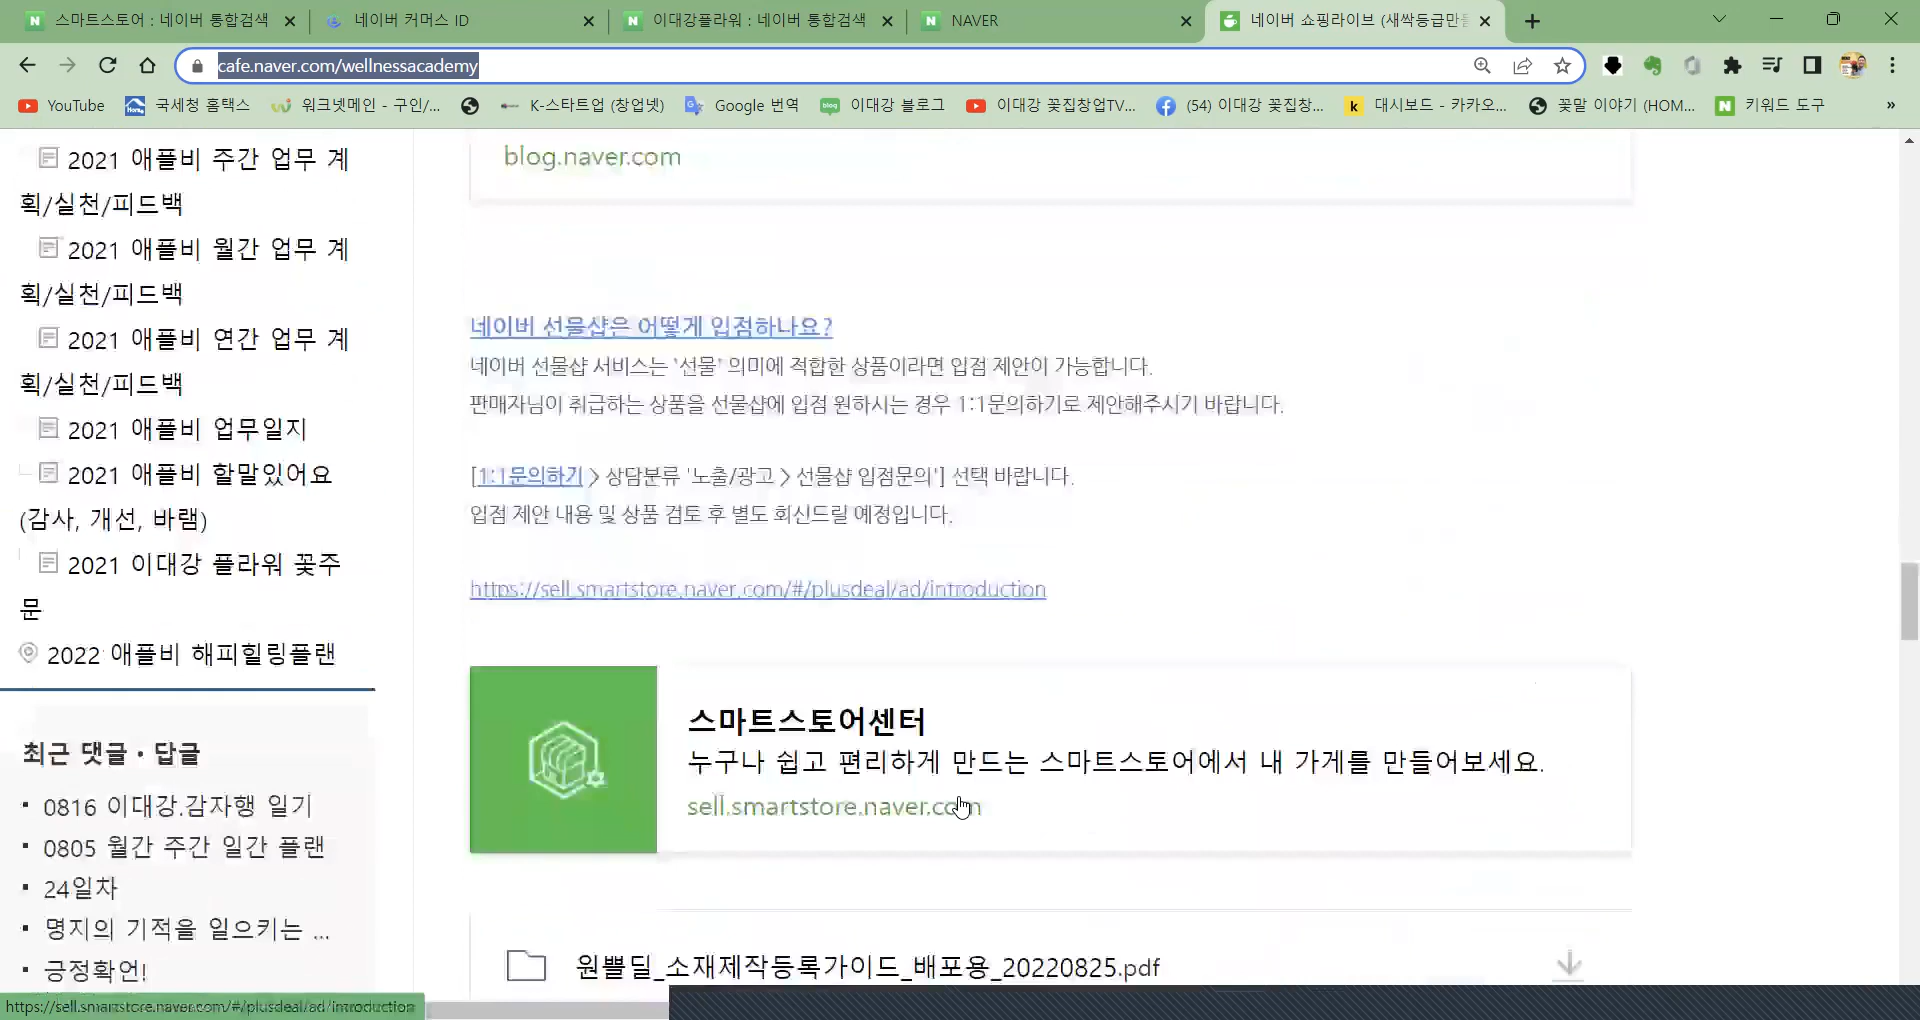 스마트스토어 : 네이버 통합검색
네이버 커머스 ID
이대강플라워 : 네이버 통합검색
NAVER
네이버 쇼핑라이브 (새싹등급만
cafe.naver.com/wellnessacademy
YouTube
국세청 홈택스
워크넷메인 - 구인/...
K-스타트업 (창업넷)
Google 번역
이대강 블로그
이대강 꽃집창업TV...
(54) 이대강 꽃집창...
대시보드 - 카카오...
꽃말 이야기 (HOM...
키워드 도구
»
2021 애플비 주간 업무 계
획/실천/피드백
2021 애플비 월간 업무 계
획/실천/피드백
2021 애플비 연간 업무 계
획/실천/피드백
2021 애플비 업무일지
2021 애플비 할말있어요
(감사, 개선, 바램)
2021 이대강 플라워 꽃주
문
2022 애플비 해피힐링플랜
최근 댓글 · 답글
0816 이대강.감자행 일기
0805 월간 주간 일간 플랜
24일차
명지의 기적을 일으키는 ...
긍정확언!
https://sell.smartstore.naver.com/#/plusdeal/ad/introduction
blog.naver.com
네이버 선물샵은 어떻게 입점하나요?
네이버 선물샵 서비스는 '선물' 의미에 적합한 상품이라면 입점 제안이 가능합니다.
판매자님이 취급하는 상품을 선물샵에 입점 원하시는 경우 1:1문의하기로 제안해주시기 바랍니다.
[1:1문의하기 > 상담분류 '노출/광고 > 선물샵 입점문의'] 선택 바랍니다.
입점 제안 내용 및 상품 검토 후 별도 회신드릴 예정입니다.
https://sell.smartstore.naver.com/#/plusdeal/ad/introduction
스마트스토어센터
누구나 쉽고 편리하게 만드는 스마트스토어에서 내 가게를 만들어보세요.
sell.smartstore.naver.com
원쁠딜_소재제작등록가이드_배포용_20220825.pdf